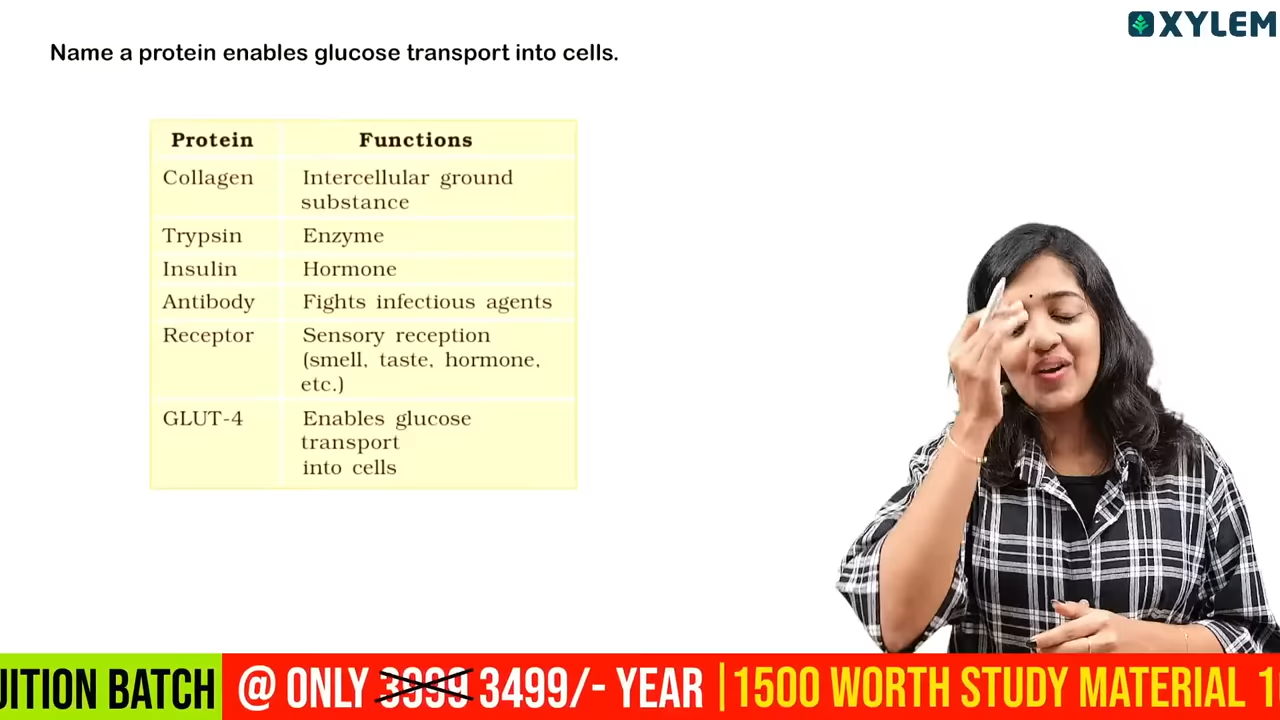 XYLEM
Name a protein enables glucose transport into cells.
Protein Functions
Collagen Intercellular ground
substance
Trypsin Enzyme
Insulin Hormone
Antibody Fights infectious agents
Receptor Sensory reception
(smell, taste, hormone,
etc.)
GLUT-4 Enables glucose
transport
into cells
UITION BATCH @ ONLY 3499/- YEAR | 1500 WORTH STUDY MATERIAL 1